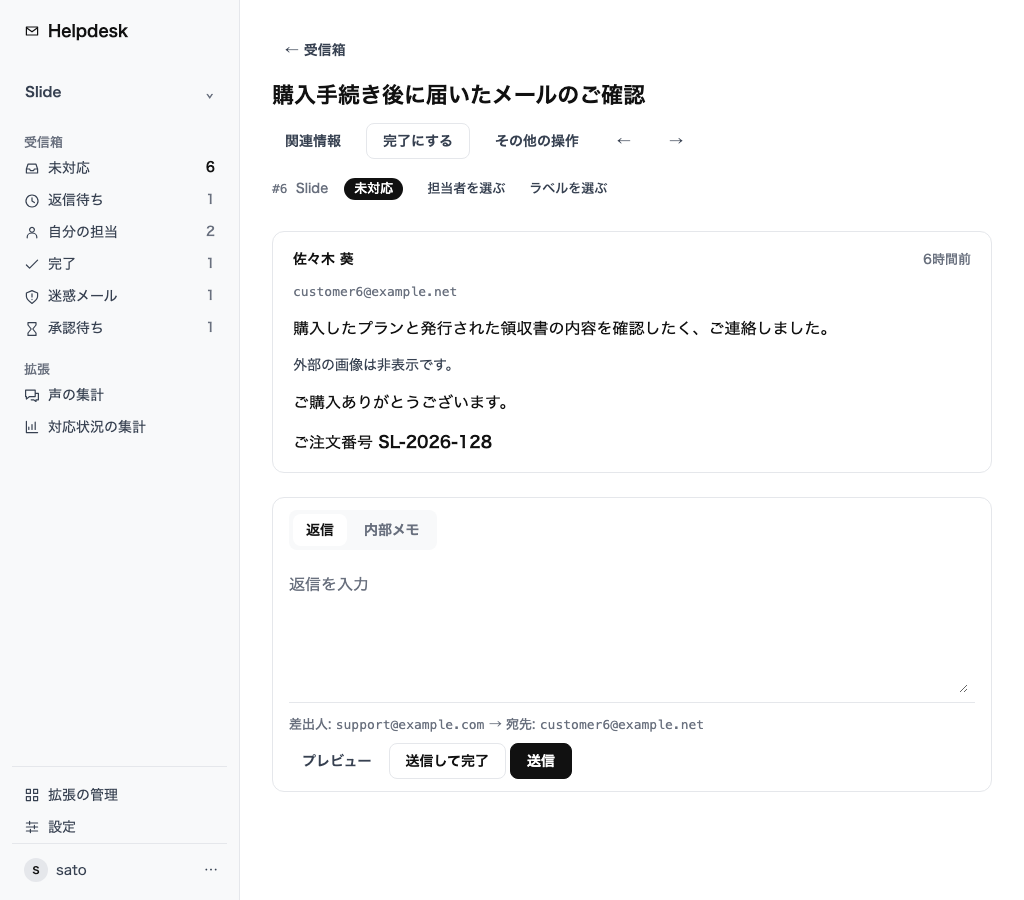 Helpdesk
Slide
受信箱
未対応 6
返信待ち 1
自分の担当 2
完了 1
迷惑メール 1
承認待ち 1
拡張
声の集計
対応状況の集計
拡張の管理
設定
S sato ···
← 受信箱
購入手続き後に届いたメールのご確認
関連情報 完了にする その他の操作 ← →
#6 Slide 未対応 担当者を選ぶ ラベルを選ぶ
佐々木 葵 6時間前
customer6@example.net
購入したプランと発行された領収書の内容を確認したく、ご連絡しました。
外部の画像は非表示です。
ご購入ありがとうございます。
ご注文番号 SL-2026-128
返信 内部メモ
返信を入力
差出人: support@example.com → 宛先: customer6@example.net
プレビュー 送信して完了 送信